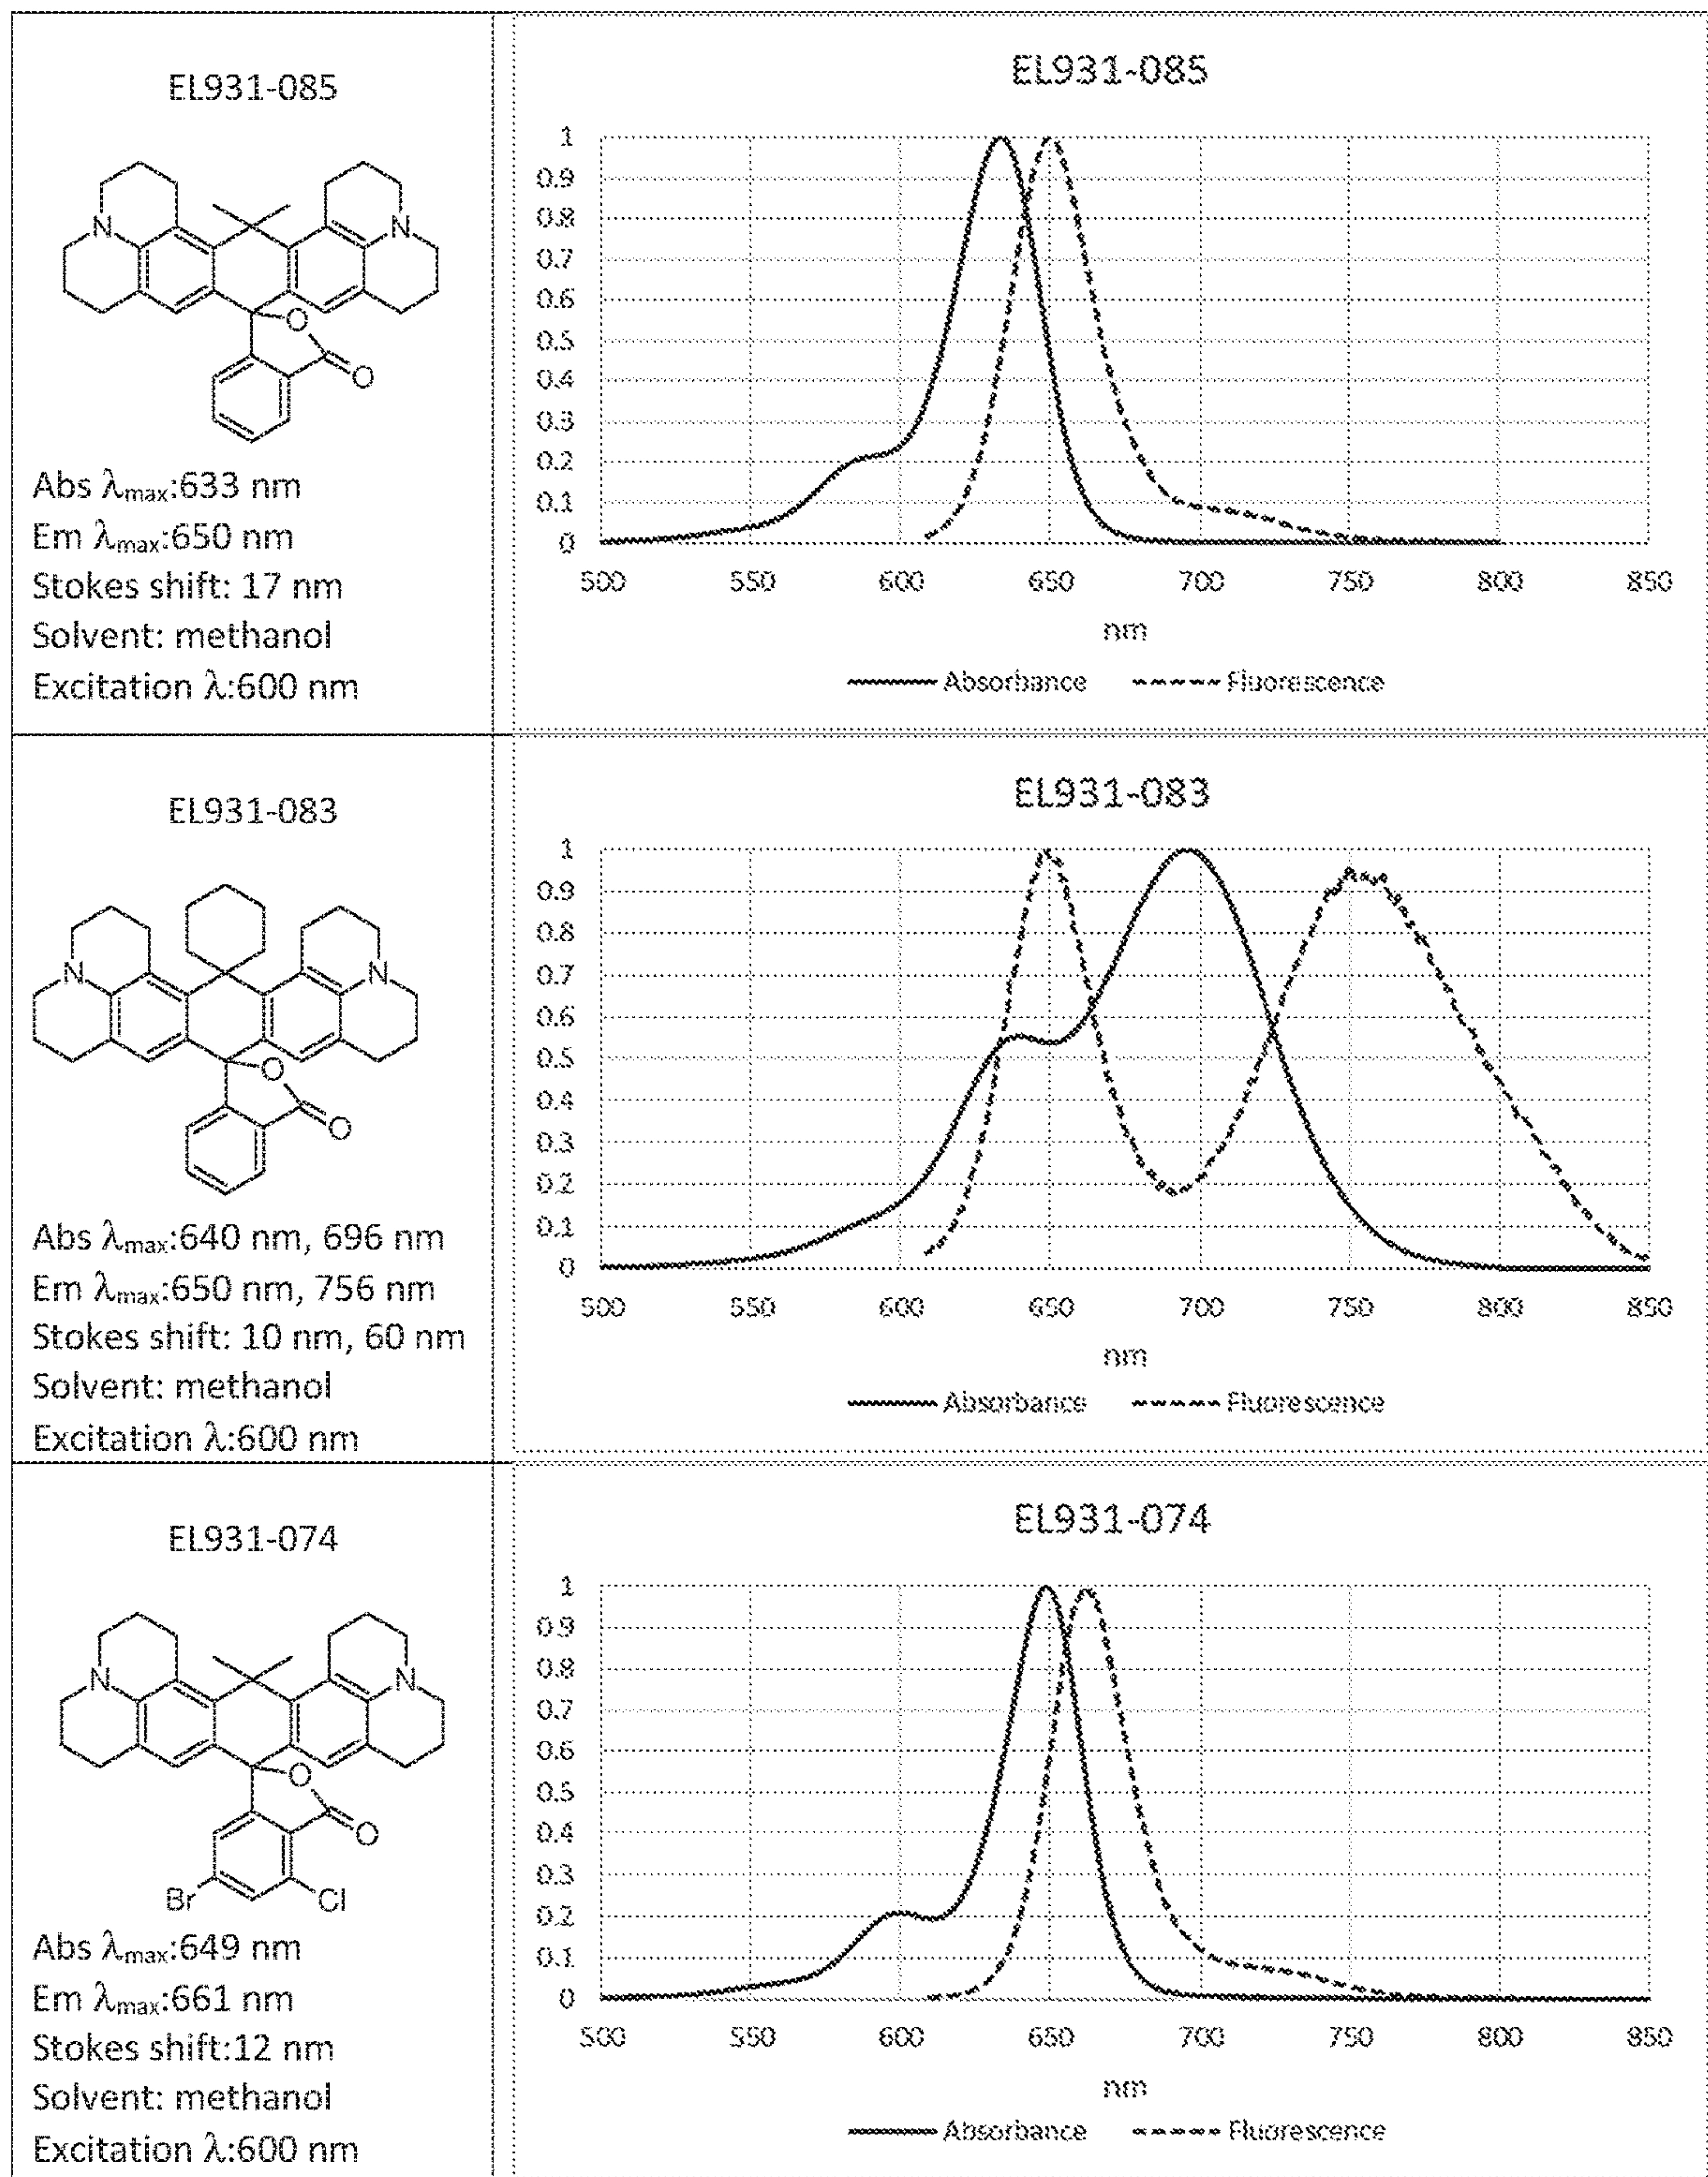 EL931-085
N
N
O
O
Abs λmax:633 nm
Em λmax:650 nm
Stokes shift: 17 nm
Solvent: methanol
Excitation λ:600 nm
EL931-085
1
0.9
0.8
0.7
0.6
0.5
0.4
0.3
0.2
0.1
0
500 550 600 650 700 750 800 850
nm
Absorbance Fluorescence
EL931-083
N
N
O
O
Abs λmax:640 nm, 696 nm
Em λmax:650 nm, 756 nm
Stokes shift: 10 nm, 60 nm
Solvent: methanol
Excitation λ:600 nm
EL931-083
1
0.9
0.8
0.7
0.6
0.5
0.4
0.3
0.2
0.1
0
500 550 600 650 700 750 800 850
nm
Absorbance Fluorescence
EL931-074
N
N
O
O
Br
Cl
Abs λmax:649 nm
Em λmax:661 nm
Stokes shift:12 nm
Solvent: methanol
Excitation λ:600 nm
EL931-074
1
0.9
0.8
0.7
0.6
0.5
0.4
0.3
0.2
0.1
0
500 550 600 650 700 750 800 850
nm
Absorbance Fluorescence